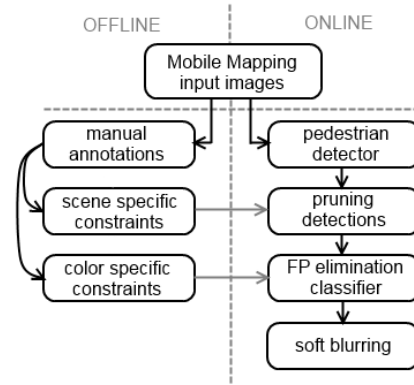 OFFLINE
ONLINE
Mobile Mapping
input images
manual
annotations
pedestrian
detector
scene specific
constraints
pruning
detections
color specific
constraints
FP elimination
classifier
soft blurring